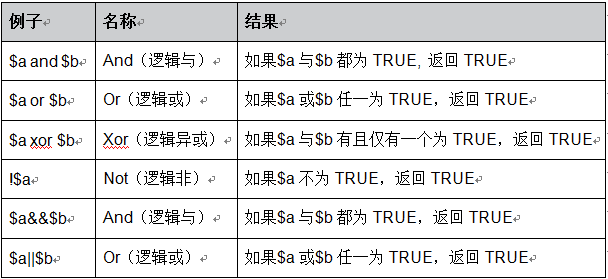 例子 名称 结果
$a and $b And（逻辑与） 如果$a 与$b 都为 TRUE, 返回 TRUE
$a or $b Or（逻辑或） 如果$a 或$b 任一为 TRUE，返回 TRUE
$a xor $b Xor（逻辑异或） 如果$a 与$b 有且仅有一个为 TRUE，返回 TRUE
!$a Not（逻辑非） 如果$a 不为 TRUE，返回 TRUE
$a&&$b And（逻辑与） 如果$a 与$b 都为 TRUE，返回 TRUE
$a||$b Or（逻辑或） 如果$a 或$b 任一为 TRUE，返回 TRUE